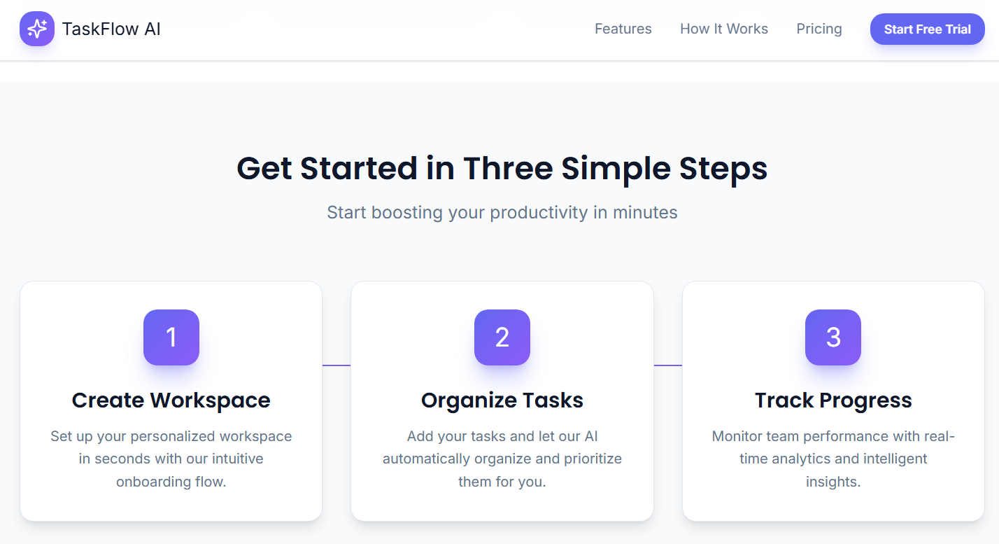 TaskFlow AI
Features
How It Works
Pricing
Start Free Trial
Get Started in Three Simple Steps
Start boosting your productivity in minutes
1
Create Workspace
Set up your personalized workspace
in seconds with our intuitive
onboarding flow.
2
Organize Tasks
Add your tasks and let our AI
automatically organize and prioritize
them for you.
3
Track Progress
Monitor team performance with real-
time analytics and intelligent
insights.